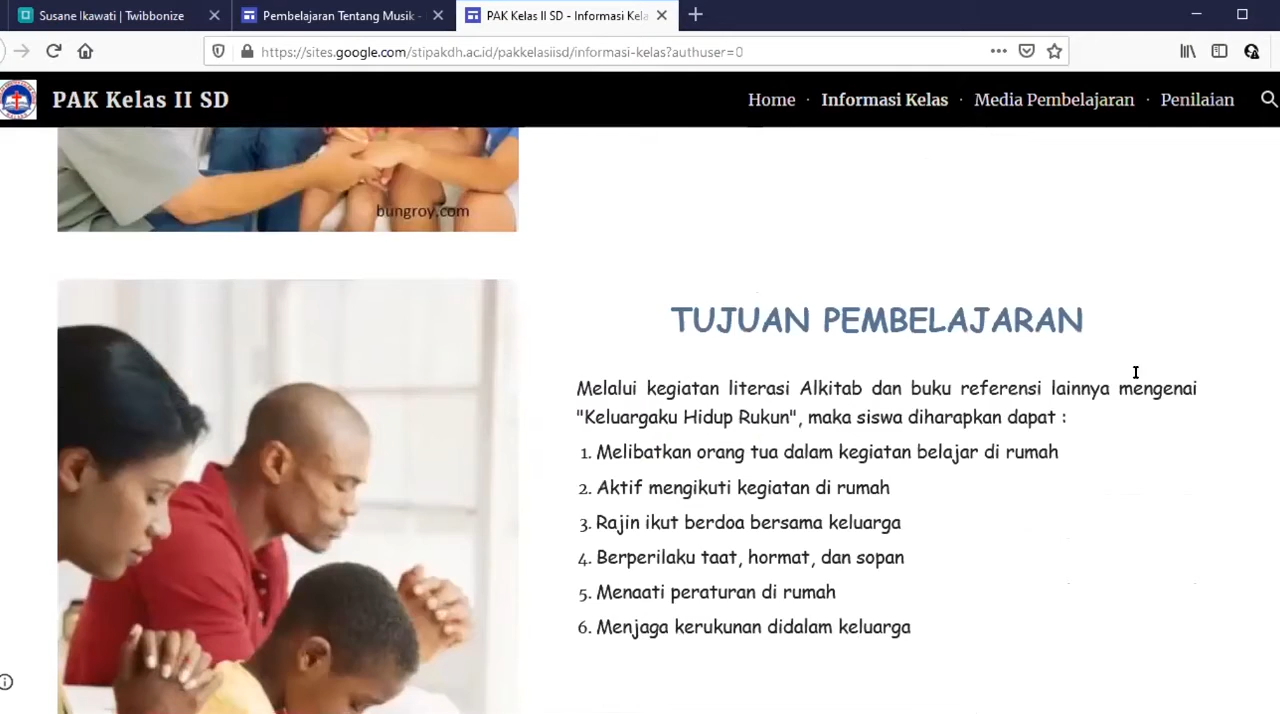 Susane Ikawati | Twibbonize
Pembelajaran Tentang Musik -
PAK Kelas II SD - Informasi Kela
https://sites.google.com/stipakdh.ac.id/pakkelasiisd/informasi-kelas?authuser=0
PAK Kelas II SD
Home · Informasi Kelas · Media Pembelajaran · Penilaian
bungroy.com
TUJUAN PEMBELAJARAN
Melalui kegiatan literasi Alkitab dan buku referensi lainnya mengenai
"Keluargaku Hidup Rukun", maka siswa diharapkan dapat :
1. Melibatkan orang tua dalam kegiatan belajar di rumah
2. Aktif mengikuti kegiatan di rumah
3. Rajin ikut berdoa bersama keluarga
4. Berperilaku taat, hormat, dan sopan
5. Menaati peraturan di rumah
6. Menjaga kerukunan didalam keluarga